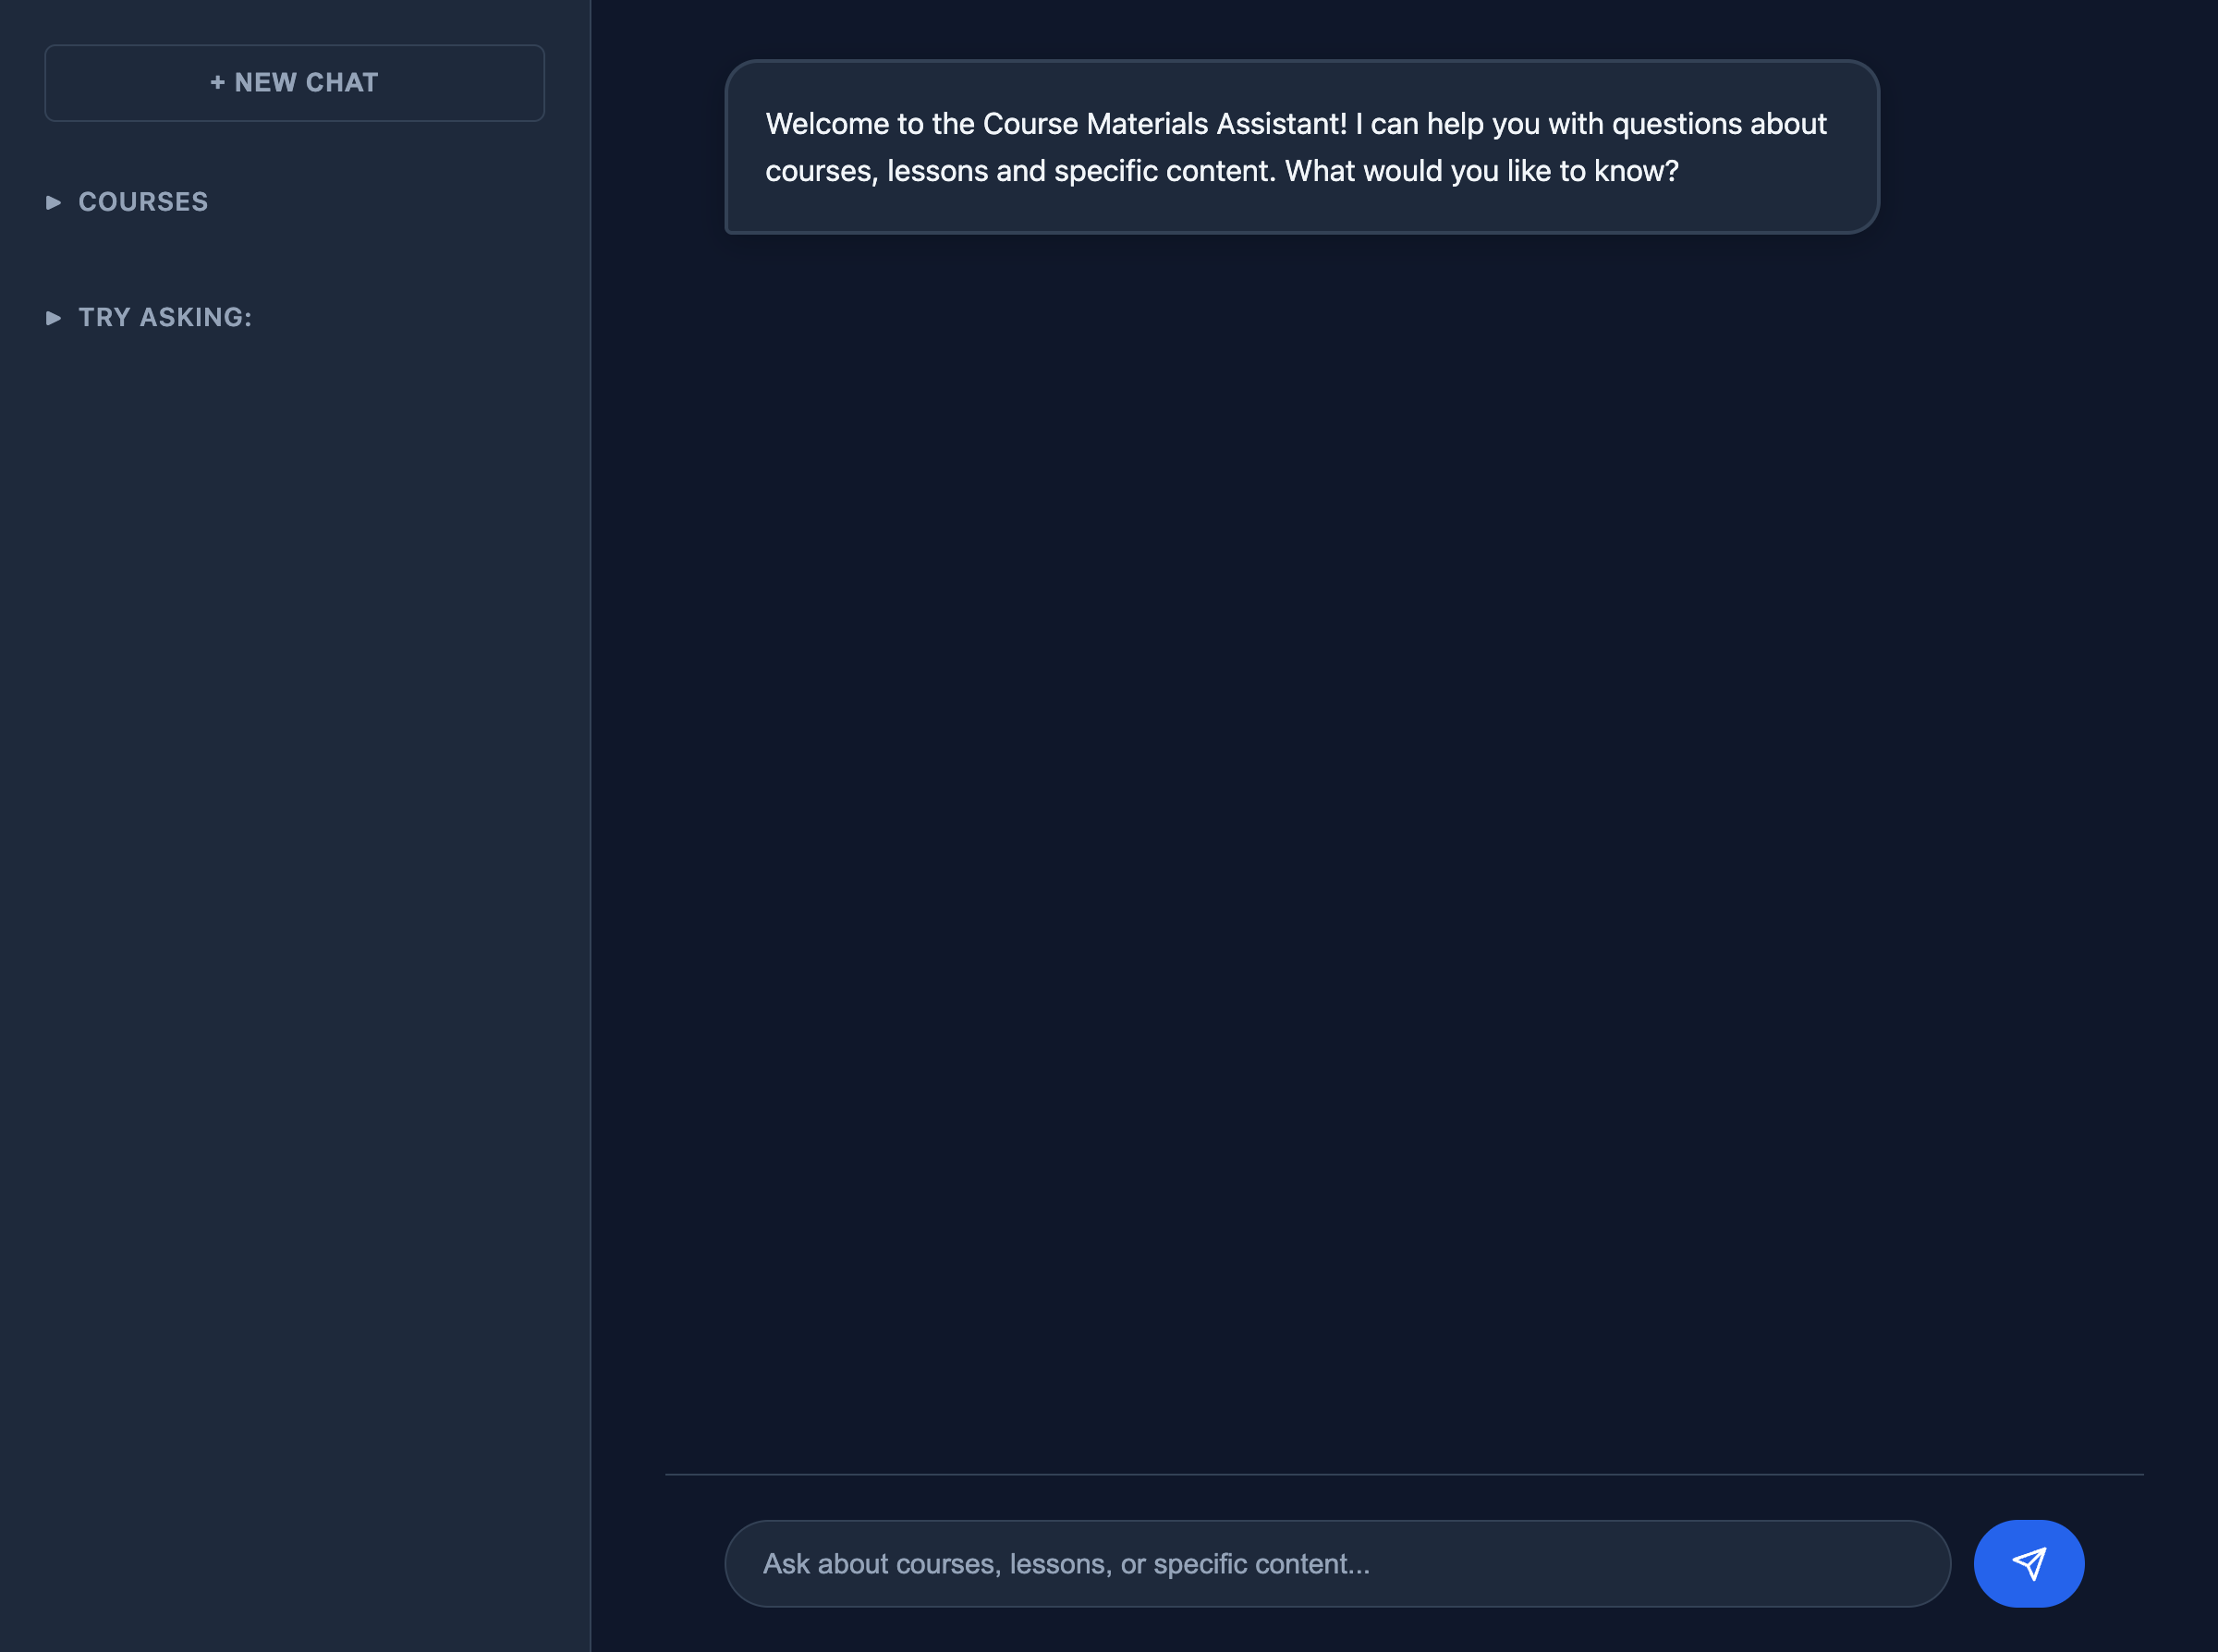 + NEW CHAT
▶ COURSES
▶ TRY ASKING:
Welcome to the Course Materials Assistant! I can help you with questions about
courses, lessons and specific content. What would you like to know?
Ask about courses, lessons, or specific content...